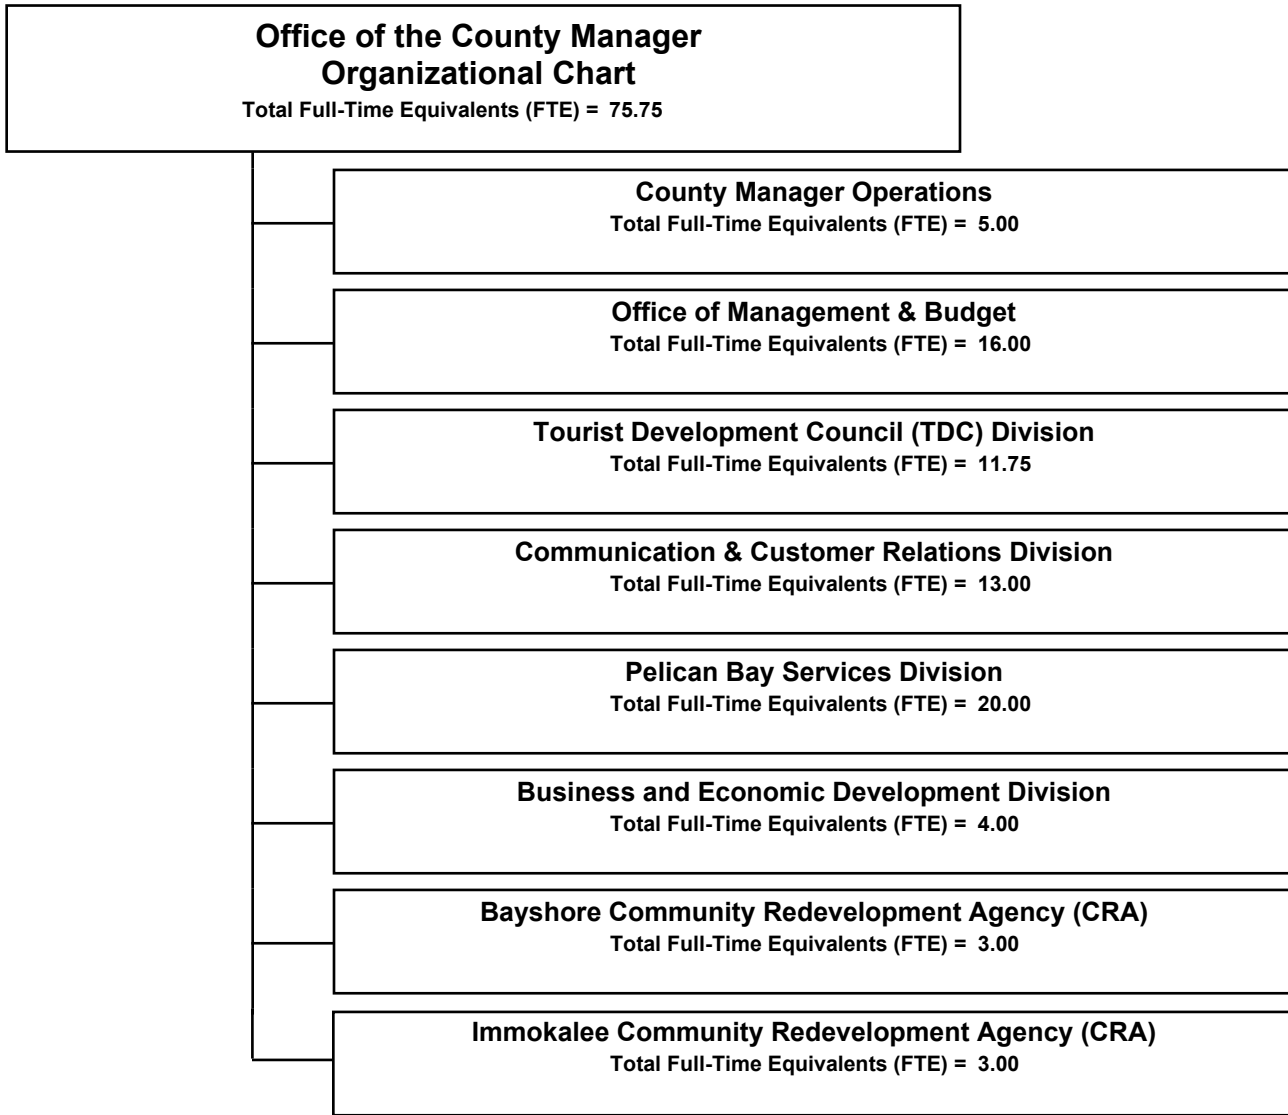 Office of the County Manager
Organizational Chart
Total Full-Time Equivalents (FTE) = 75.75
County Manager Operations
Total Full-Time Equivalents (FTE) = 5.00
Office of Management & Budget
Total Full-Time Equivalents (FTE) = 16.00
Tourist Development Council (TDC) Division
Total Full-Time Equivalents (FTE) = 11.75
Communication & Customer Relations Division
Total Full-Time Equivalents (FTE) = 13.00
Pelican Bay Services Division
Total Full-Time Equivalents (FTE) = 20.00
Business and Economic Development Division
Total Full-Time Equivalents (FTE) = 4.00
Bayshore Community Redevelopment Agency (CRA)
Total Full-Time Equivalents (FTE) = 3.00
Immokalee Community Redevelopment Agency (CRA)
Total Full-Time Equivalents (FTE) = 3.00